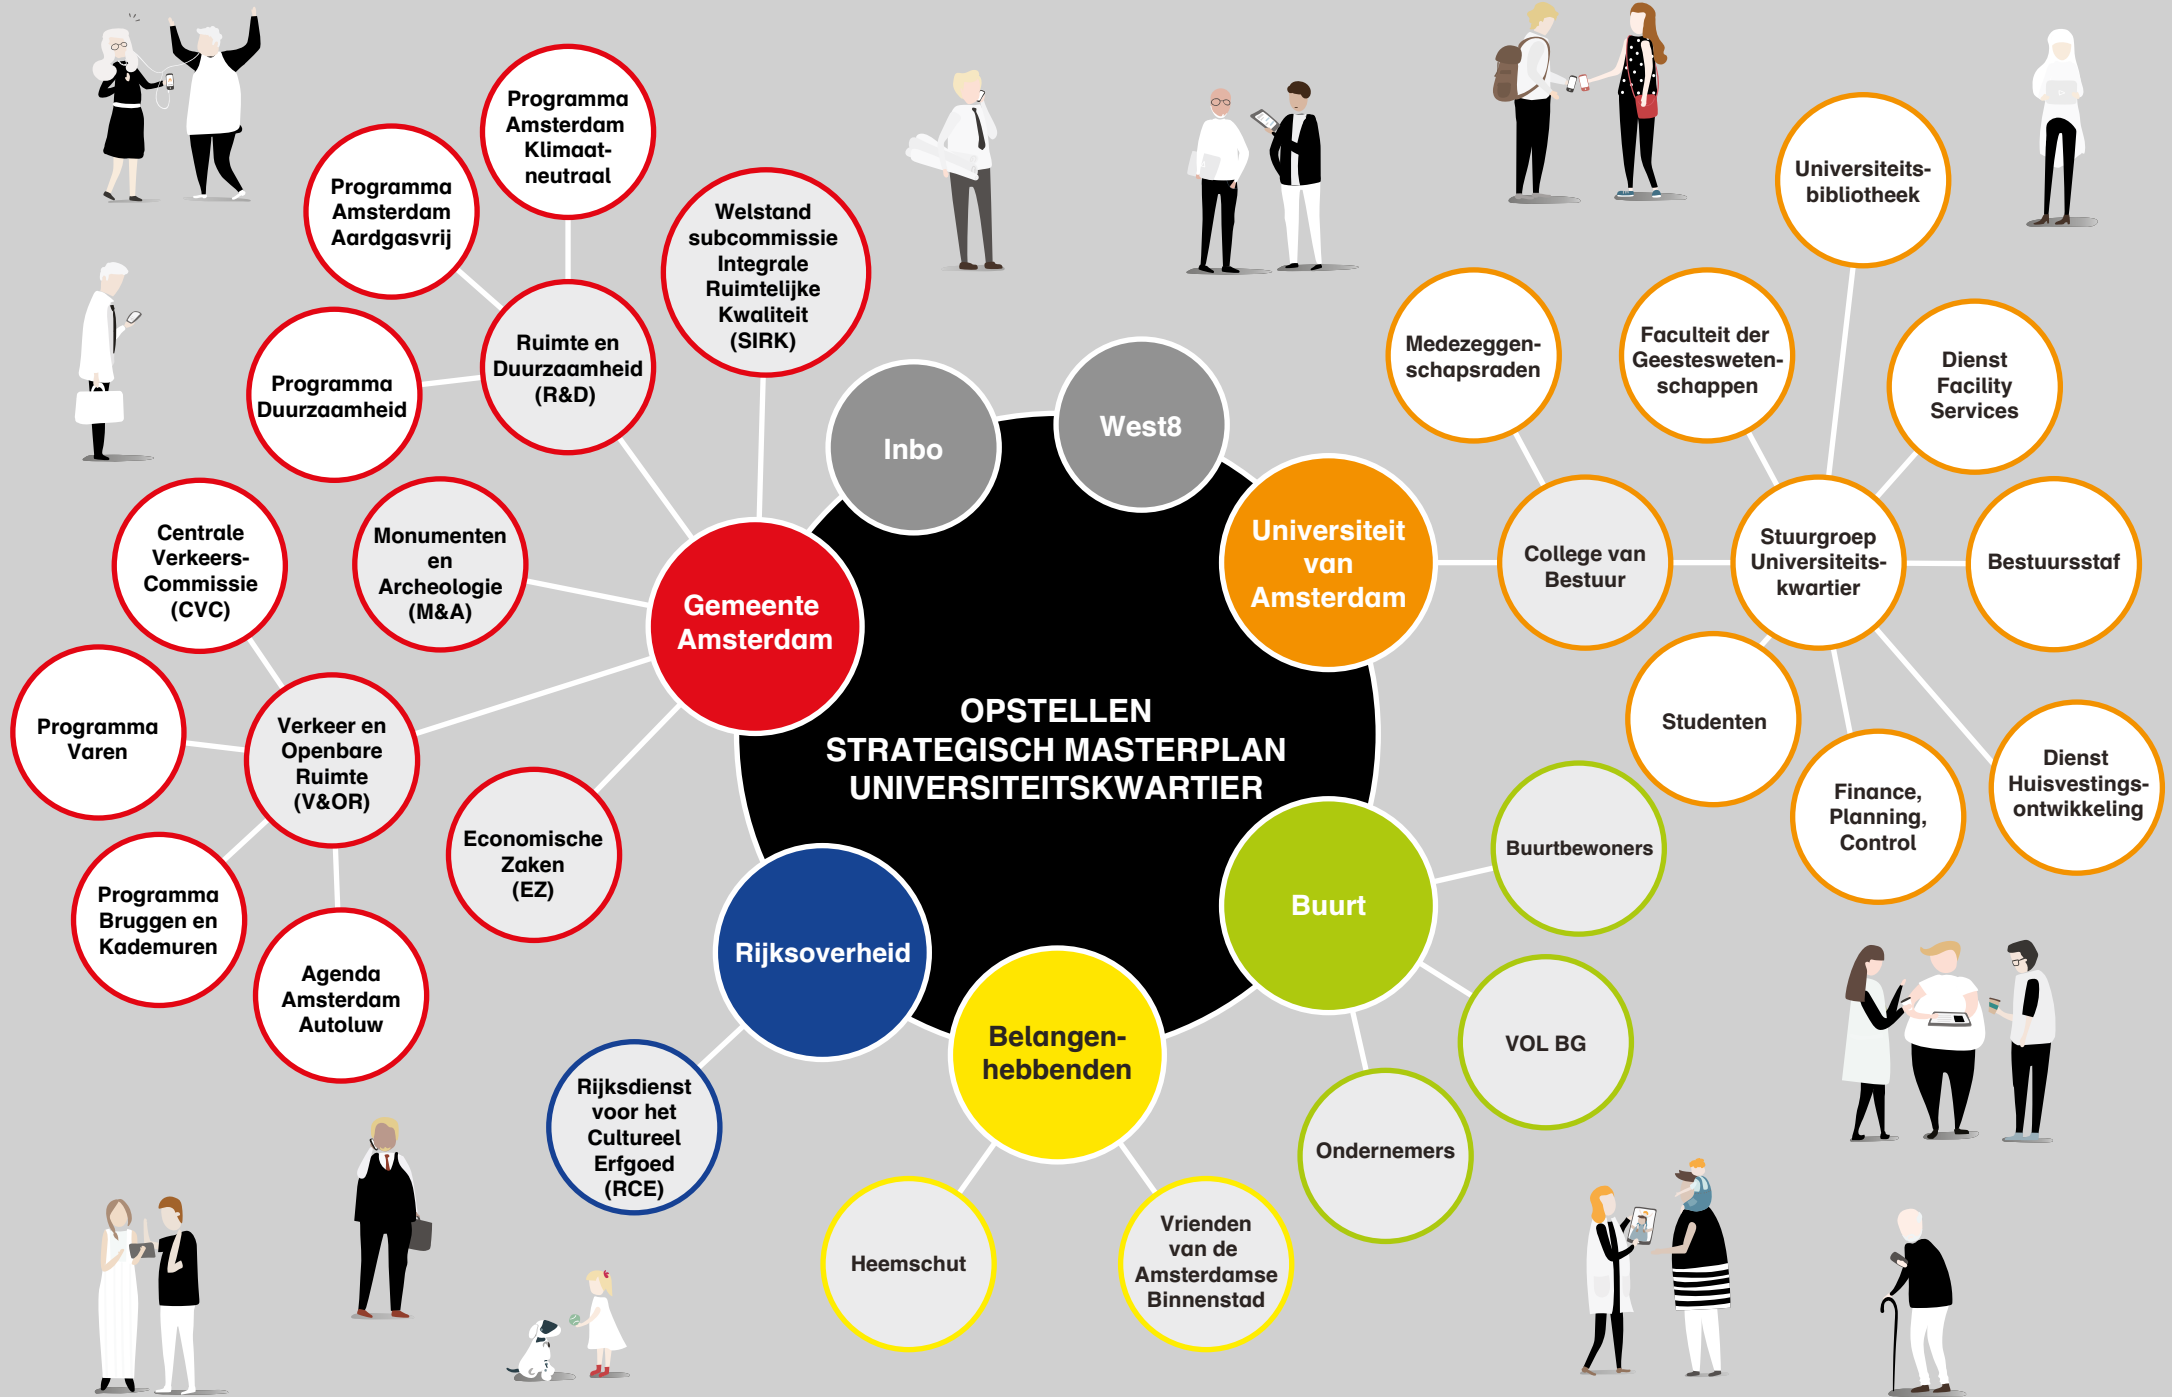 Programma
Amsterdam
Klimaat-
neutraal
Programma
Amsterdam
Aardgasvrij
Welstand
subcommissie
Integrale
Ruimtelijke
Kwaliteit
(SIRK)
Ruimte en
Duurzaamheid
(R&D)
Programma
Duurzaamheid
Centrale
Verkeers-
Commissie
(CVC)
Monumenten
en
Archeologie
(M&A)
Gemeente
Amsterdam
Programma
Varen
Verkeer en
Openbare
Ruimte
(V&OR)
Economische
Zaken
(EZ)
Programma
Bruggen en
Kademuren
Agenda
Amsterdam
Autoluw
Inbo
West8
OPSTELLEN
STRATEGISCH MASTERPLAN
UNIVERSITEITSKWARTIER
Universiteit
van
Amsterdam
College van
Bestuur
Medezeggen-
schapsraden
Stuurgroep
Universiteits-
kwartier
Faculteit der
Geestesweten-
schappen
Universiteits-
bibliotheek
Dienst
Facility
Services
Bestuursstaf
Studenten
Finance,
Planning,
Control
Dienst
Huisvestings-
ontwikkeling
Buurt
Buurtbewoners
VOL BG
Ondernemers
Rijksoverheid
Rijksdienst
voor het
Cultureel
Erfgoed
(RCE)
Belangen-
hebbenden
Heemschut
Vrienden
van de
Amsterdamse
Binnenstad